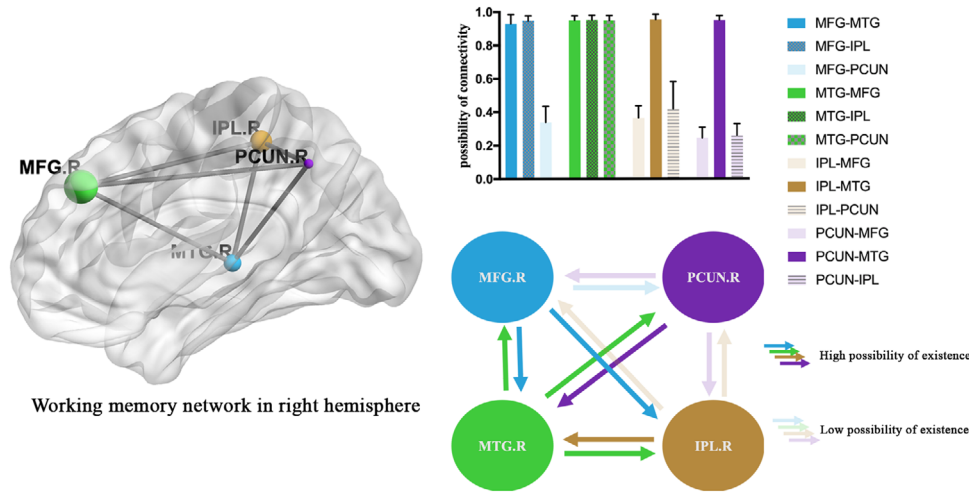 IPL.R
PCUN.R
MFG.R
MTG.R
Working memory network in right hemisphere
possibility of connectivity
1.0
0.8
0.6
0.4
0.2
0.0
MFG-MTG
MFG-IPL
MFG-PCUN
MTG-MFG
MTG-IPL
MTG-PCUN
IPL-MFG
IPL-MTG
IPL-PCUN
PCUN-MFG
PCUN-MTG
PCUN-IPL
MFG.R
PCUN.R
MTG.R
IPL.R
High possibility of existence
Low possibility of existence